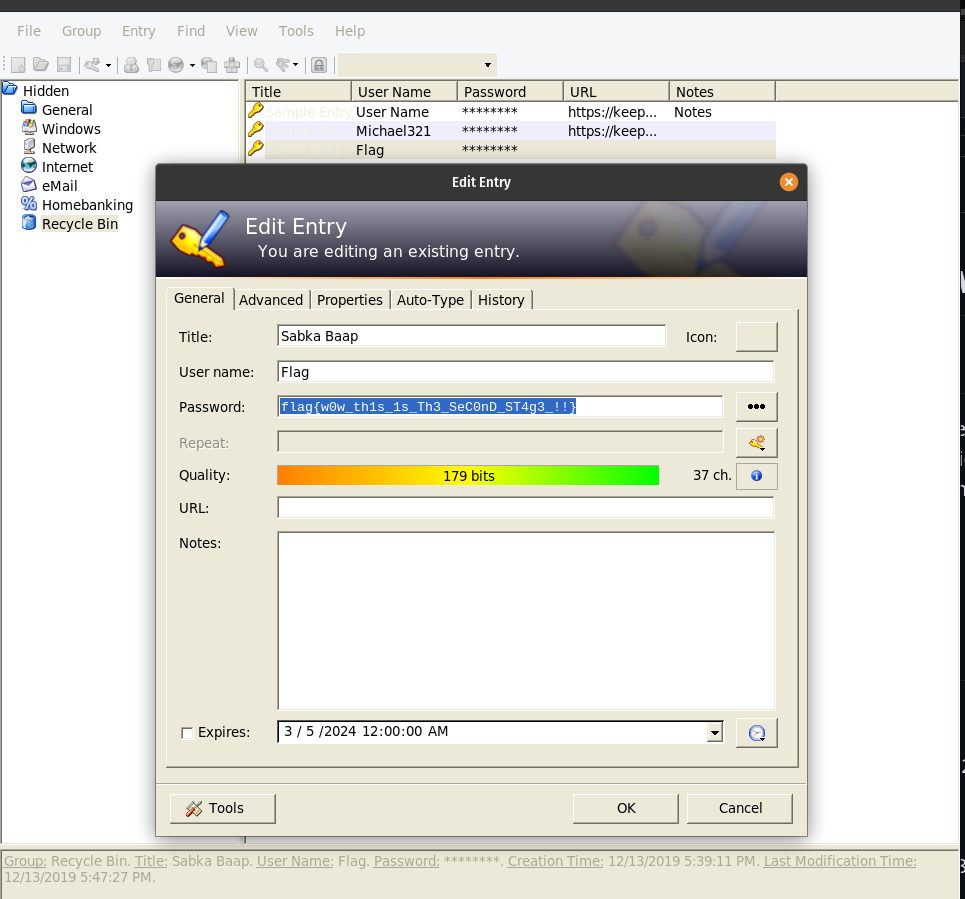 File Group Entry Find View Tools Help
Hidden
General
Windows
Network
Internet
eMail
Homebanking
Recycle Bin
Title User Name Password URL Notes
Sample Entry User Name ******** https://keep... Notes
Michael321 ******** https://keep...
Sabka Baap Flag ********
Edit Entry
Edit Entry
You are editing an existing entry.
General Advanced Properties Auto-Type History
Title: Sabka Baap Icon:
User name: Flag
Password: flag{w0w_th1s_1s_Th3_SeC0nD_ST4g3_!!}
Repeat:
Quality: 179 bits 37 ch.
URL:
Notes:
Expires: 3 / 5 /2024 12:00:00 AM
Tools OK Cancel
Group: Recycle Bin. Title: Sabka Baap. User Name: Flag. Password: ********. Creation Time: 12/13/2019 5:39:11 PM. Last Modification Time:
12/13/2019 5:47:27 PM.